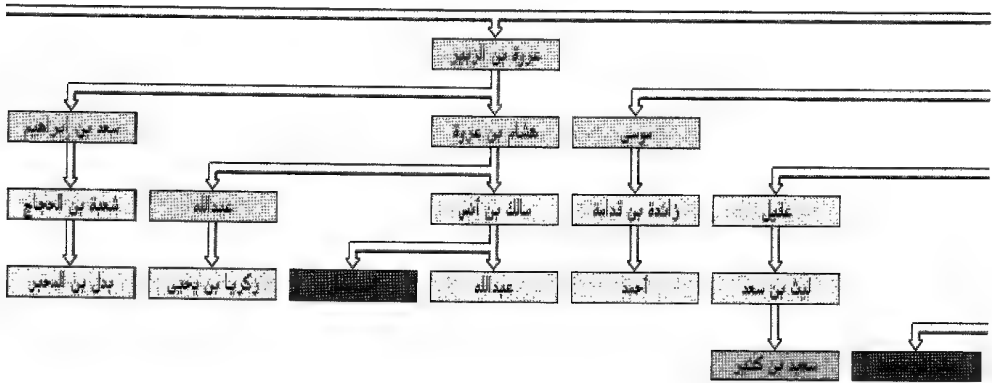 عروة بن الزبير
موسى
هشام بن عروة
سعد بن إبراهيم
عقيل
زائدة بن قدامة
مالك بن أنس
عبدالله
شعبة بن الحجاج
ليث بن سعد
أحمد
عبدالله
زكريا بن يحيى
بدل بن المحبر
سعيد بن كثير